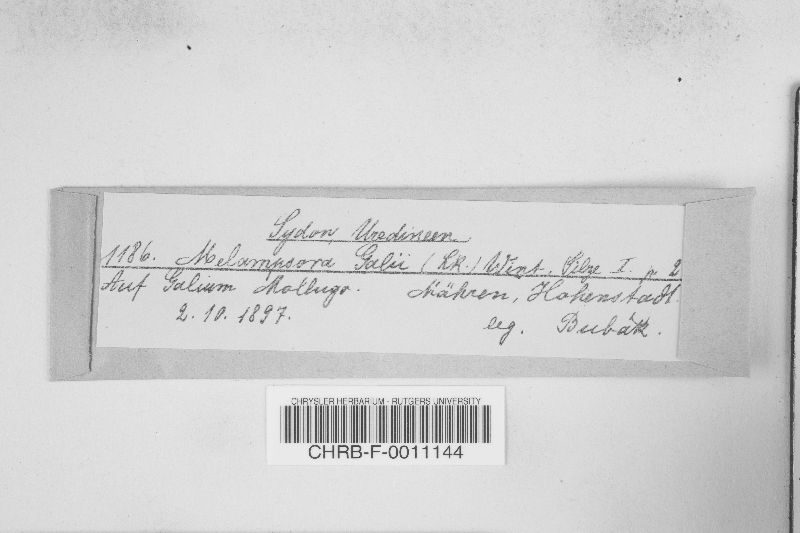 Sydow, Uredineen.
1186. Melampsora Galii (Lk.) Wint. Pilze I. p 2
Auf Galium Mollugo. Mähren, Hohenstadt.
2. 10. 1897. leg. Bubák.
CHRYSLER HERBARIUM - RUTGERS UNIVERSITY
CHRB-F-0011144